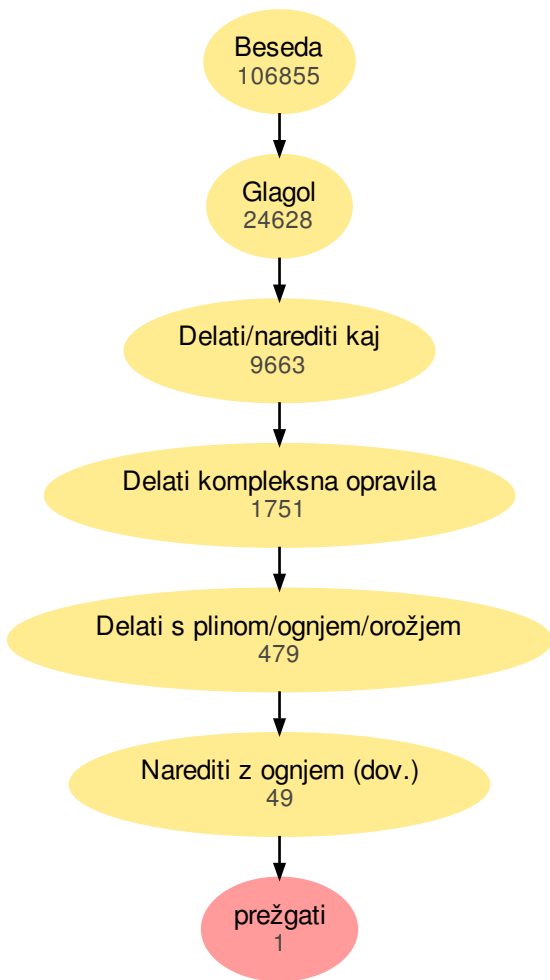 Beseda
106855
Glagol
24628
Delati/narediti kaj
9663
Delati kompleksna opravila
1751
Delati s plinom/ognjem/orožjem
479
Narediti z ognjem (dov.)
49
prežgati
1